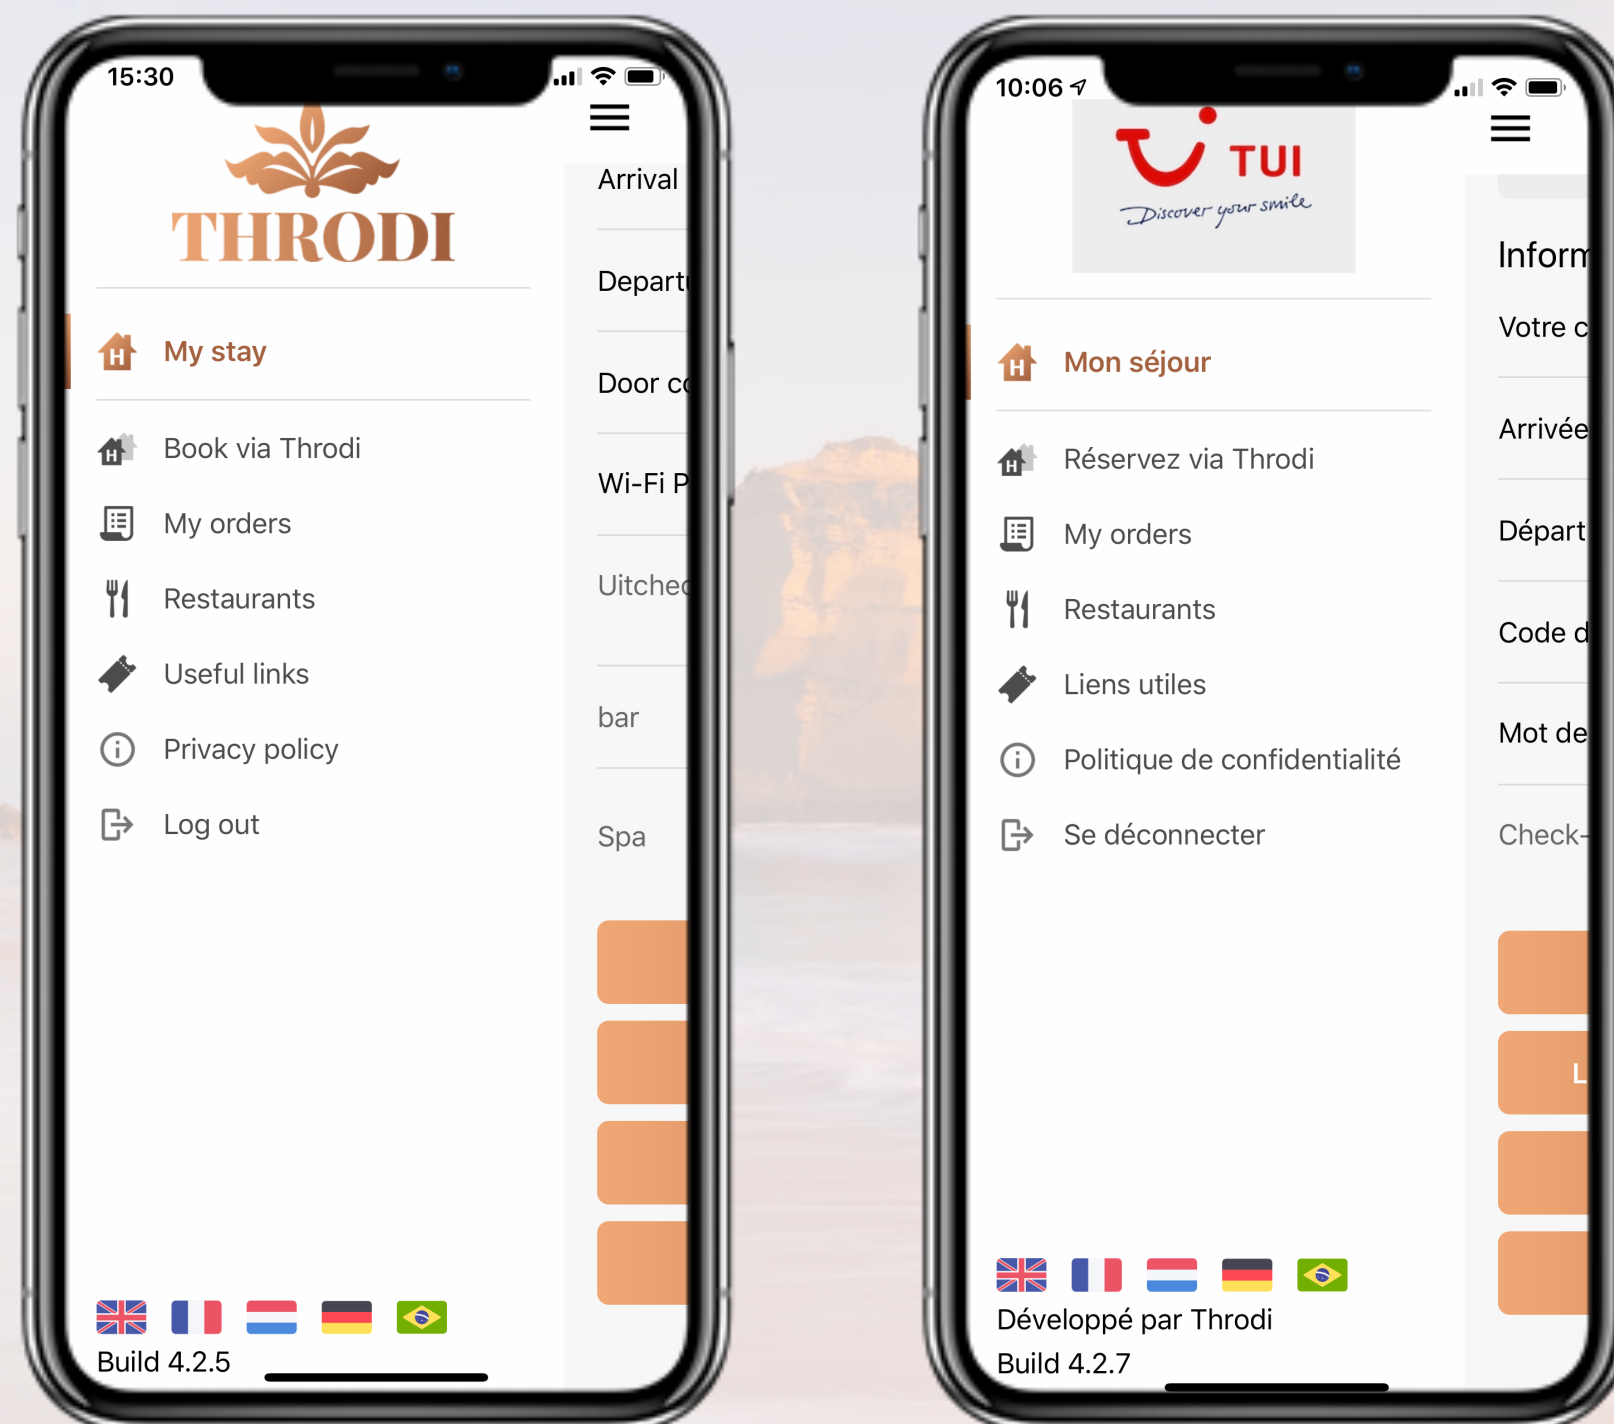 15:30
THRODI
My stay
Book via Throdi
My orders
Restaurants
Useful links
Privacy policy
Log out
Build 4.2.5
Arrival
Depart
Door
Wi-Fi P
Uitchec
bar
Spa
10:06
TUI
Discover your smile
Mon séjour
Réservez via Throdi
My orders
Restaurants
Liens utiles
Politique de confidentialité
Se déconnecter
Développé par Throdi
Build 4.2.7
Inform
Votre c
Arrivée
Départ
Code d
Mot de
Check-
L